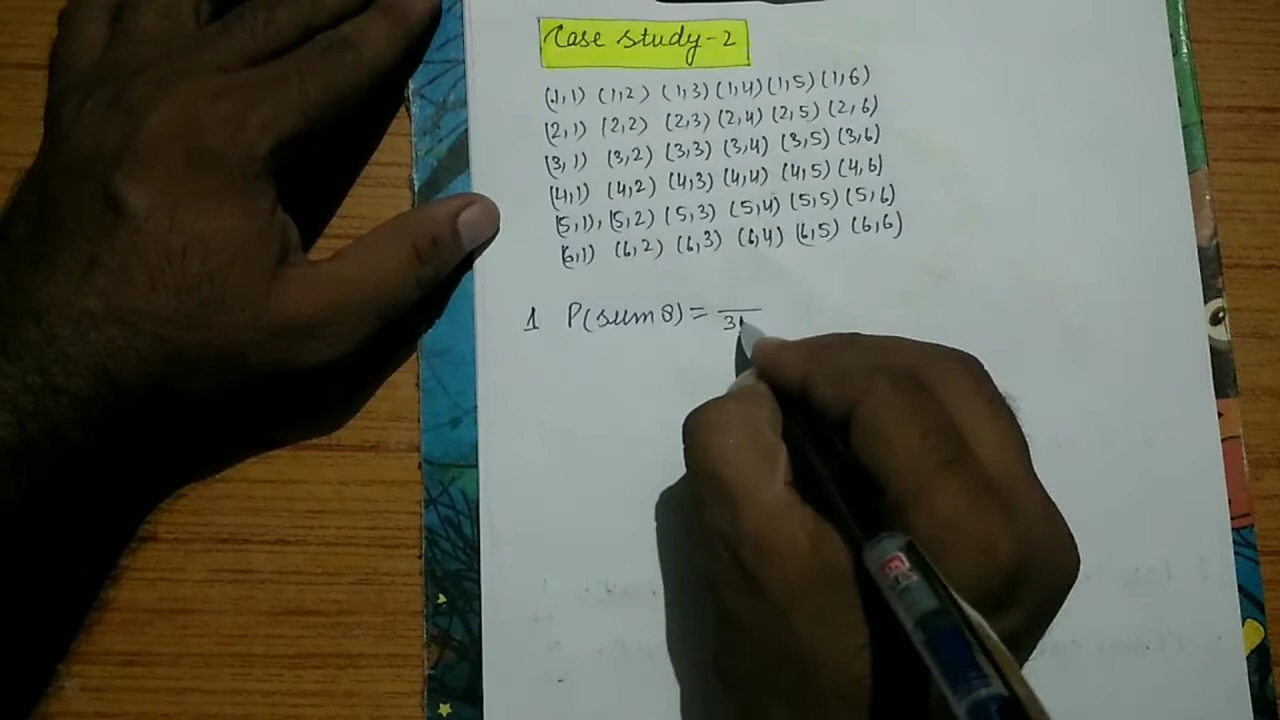 Case study-2
(1,1) (1,2) (1,3) (1,4) (1,5) (1,6)
(2,1) (2,2) (2,3) (2,4) (2,5) (2,6)
(3,1) (3,2) (3,3) (3,4) (3,5) (3,6)
(4,1) (4,2) (4,3) (4,4) (4,5) (4,6)
(5,1), (5,2) (5,3) (5,4) (5,5) (5,6)
(6,1) (6,2) (6,3) (6,4) (6,5) (6,6)
1 P(sum 8) =